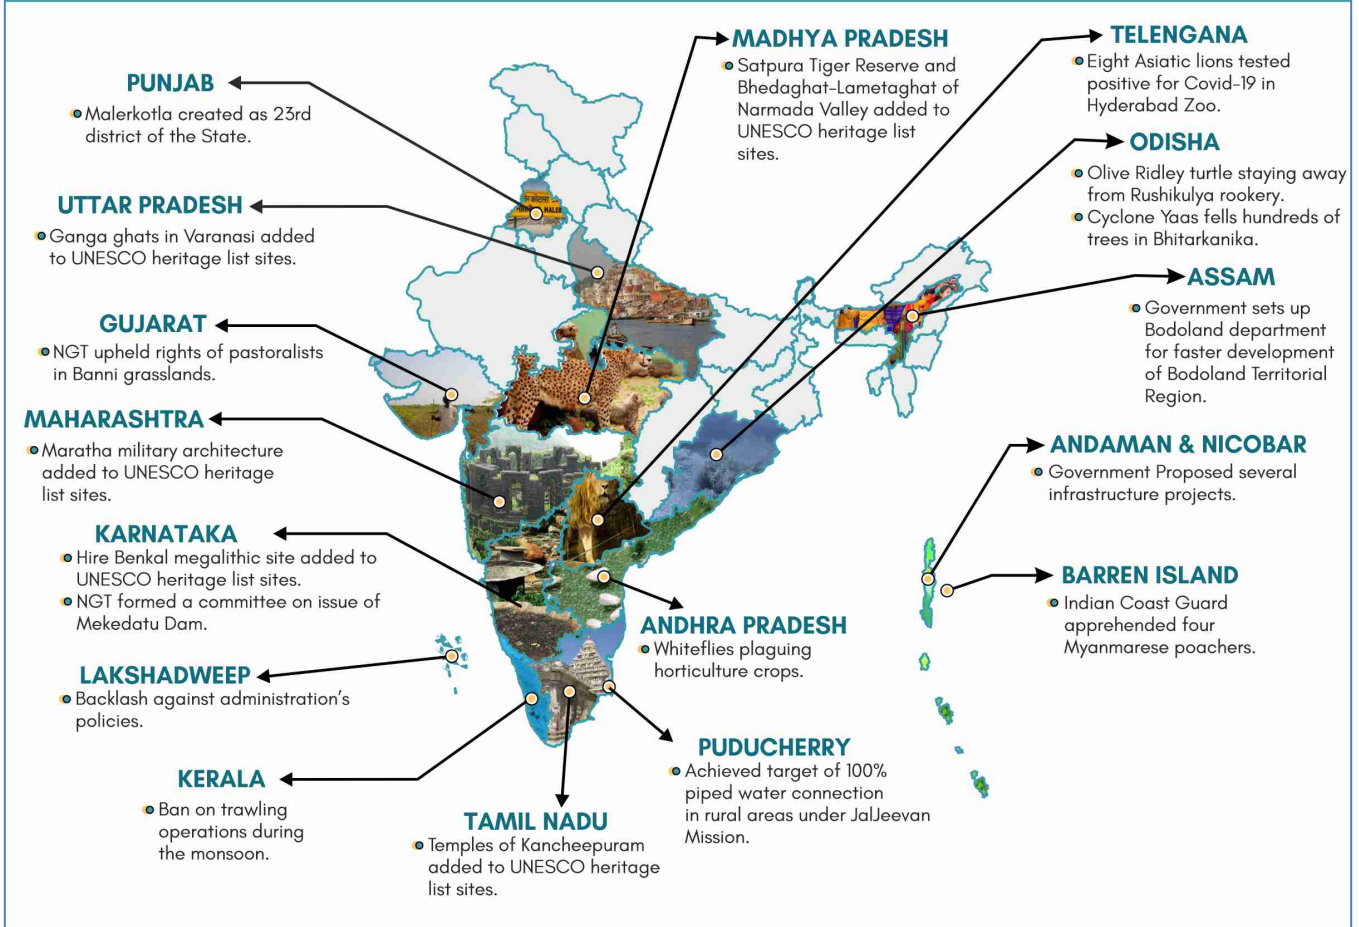 PUNJAB
Malerkotla created as 23rd
district of the State.
UTTAR PRADESH
Ganga ghats in Varanasi added
to UNESCO heritage list sites.
GUJARAT
NGT upheld rights of pastoralists
in Banni grasslands.
MAHARASHTRA
Maratha military architecture
added to UNESCO heritage
list sites.
KARNATAKA
Hire Benkal megalithic site added to
UNESCO heritage list sites.
NGT formed a committee on issue of
Mekedatu Dam.
LAKSHADWEEP
Backlash against administration's
policies.
KERALA
Ban on trawling
operations during
the monsoon.
TAMIL NADU
Temples of Kancheepuram
added to UNESCO heritage
list sites.
PUDUCHERRY
Achieved target of 100%
piped water connection
in rural areas under JalJeevan
Mission.
ANDHRA PRADESH
Whiteflies plaguing
horticulture crops.
MADHYA PRADESH
Satpura Tiger Reserve and
Bhedaghat-Lametaghat of
Narmada Valley added to
UNESCO heritage list
sites.
TELENGANA
Eight Asiatic lions tested
positive for Covid-19 in
Hyderabad Zoo.
ODISHA
Olive Ridley turtle staying away
from Rushikulya rookery.
Cyclone Yaas fells hundreds of
trees in Bhitarkanika.
ASSAM
Government sets up
Bodoland department
for faster development
of Bodoland Territorial
Region.
ANDAMAN & NICOBAR
Government Proposed several
infrastructure projects.
BARREN ISLAND
Indian Coast Guard
apprehended four
Myanmarese poachers.